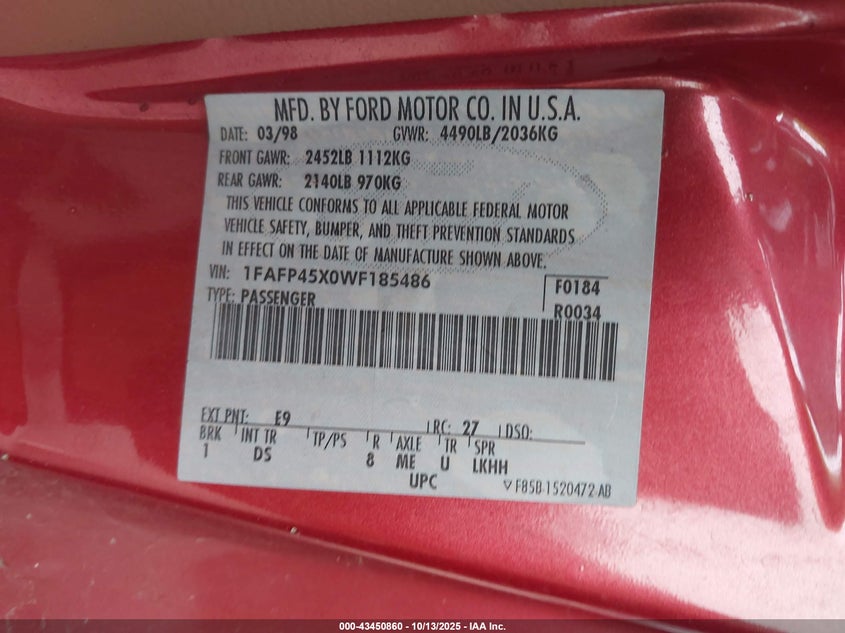 MFD. BY FORD MOTOR CO. IN U.S.A.
DATE: 03/98 GVWR: 4490LB/2036KG
FRONT GAWR: 2452LB 1112KG
REAR GAWR: 2140LB 970KG
THIS VEHICLE CONFORMS TO ALL APPLICABLE FEDERAL MOTOR
VEHICLE SAFETY, BUMPER, AND THEFT PREVENTION STANDARDS
IN EFFECT ON THE DATE OF MANUFACTURE SHOWN ABOVE.
VIN: 1FAFP45X0WF185486 F0184
TYPE: PASSENGER R0034
EXT PNT: E9 RC: 27 DSO:
BRK INT TR TP/PS R AXLE TR SPR
1 DS 8 ME U LKHH
UPC F85B-1520472-AB
000-43450860 - 10/13/2025 - IAA Inc.